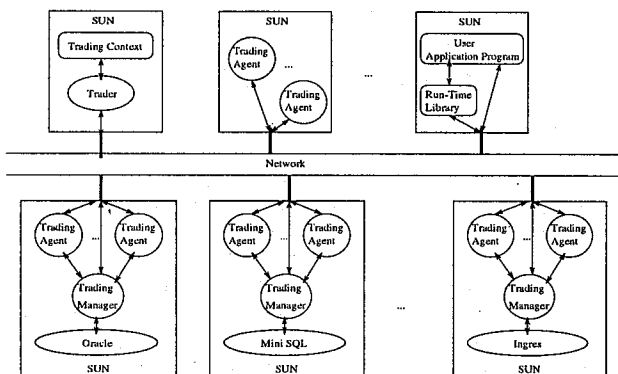 SUN
Trading Context
Trader
SUN
Trading
Agent
...
Trading
Agent
...
SUN
User
Application Program
Run-Time
Library
Network
Trading
Agent
...
Trading
Agent
Trading
Manager
Oracle
SUN
Trading
Agent
...
Trading
Agent
Trading
Manager
Mini SQL
SUN
...
Trading
Agent
...
Trading
Agent
Trading
Manager
Ingres
SUN